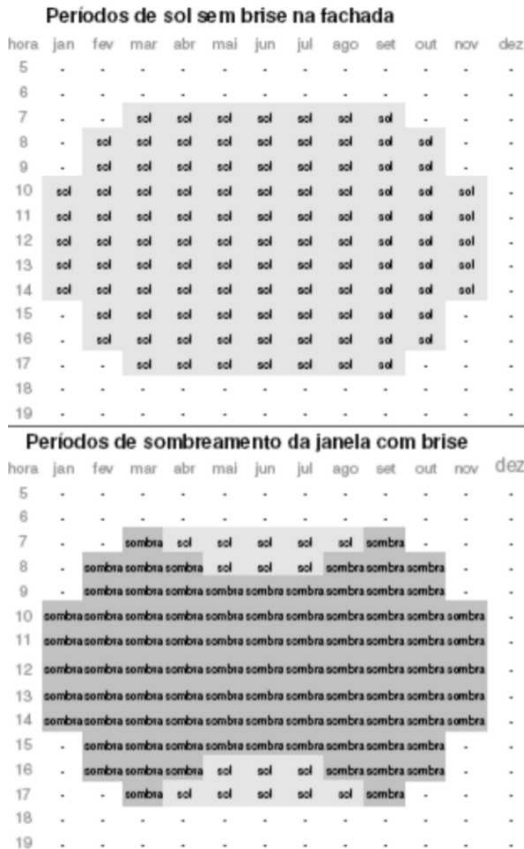 Períodos de sol sem brise na fachada
hora jan fev mar abr mai jun jul ago set out nov dez
5 - - - - - - - - - - - -
6 - - - - - - - - - - - -
7 - - sol sol sol sol sol sol sol - - -
8 - sol sol sol sol sol sol sol sol sol - -
9 - sol sol sol sol sol sol sol sol sol - -
10 sol sol sol sol sol sol sol sol sol sol sol -
11 sol sol sol sol sol sol sol sol sol sol sol -
12 sol sol sol sol sol sol sol sol sol sol sol -
13 sol sol sol sol sol sol sol sol sol sol sol -
14 sol sol sol sol sol sol sol sol sol sol sol -
15 - sol sol sol sol sol sol sol sol sol - -
16 - sol sol sol sol sol sol sol sol sol - -
17 - - sol sol sol sol sol sol sol - - -
18 - - - - - - - - - - - -
19 - - - - - - - - - - - -
Períodos de sombreamento da janela com brise
hora jan fev mar abr mai jun jul ago set out nov dez
5 - - - - - - - - - - - -
6 - - - - - - - - - - - -
7 - - sombra sol sol sol sol sol sombra - - -
8 - sombra sombra sombra sol sol sol sombra sombra sombra - -
9 - sombra sombra sombra sombra sombra sombra sombra sombra sombra - -
10 sombra sombra sombra sombra sombra sombra sombra sombra sombra sombra sombra -
11 sombra sombra sombra sombra sombra sombra sombra sombra sombra sombra sombra -
12 sombra sombra sombra sombra sombra sombra sombra sombra sombra sombra sombra -
13 sombra sombra sombra sombra sombra sombra sombra sombra sombra sombra sombra -
14 sombra sombra sombra sombra sombra sombra sombra sombra sombra sombra sombra -
15 - sombra sombra sombra sombra sombra sombra sombra sombra sombra - -
16 - sombra sombra sombra sol sol sol sombra sombra sombra - -
17 - - sombra sol sol sol sol sol sombra - - -
18 - - - - - - - - - - - -
19 - - - - - - - - - - - -